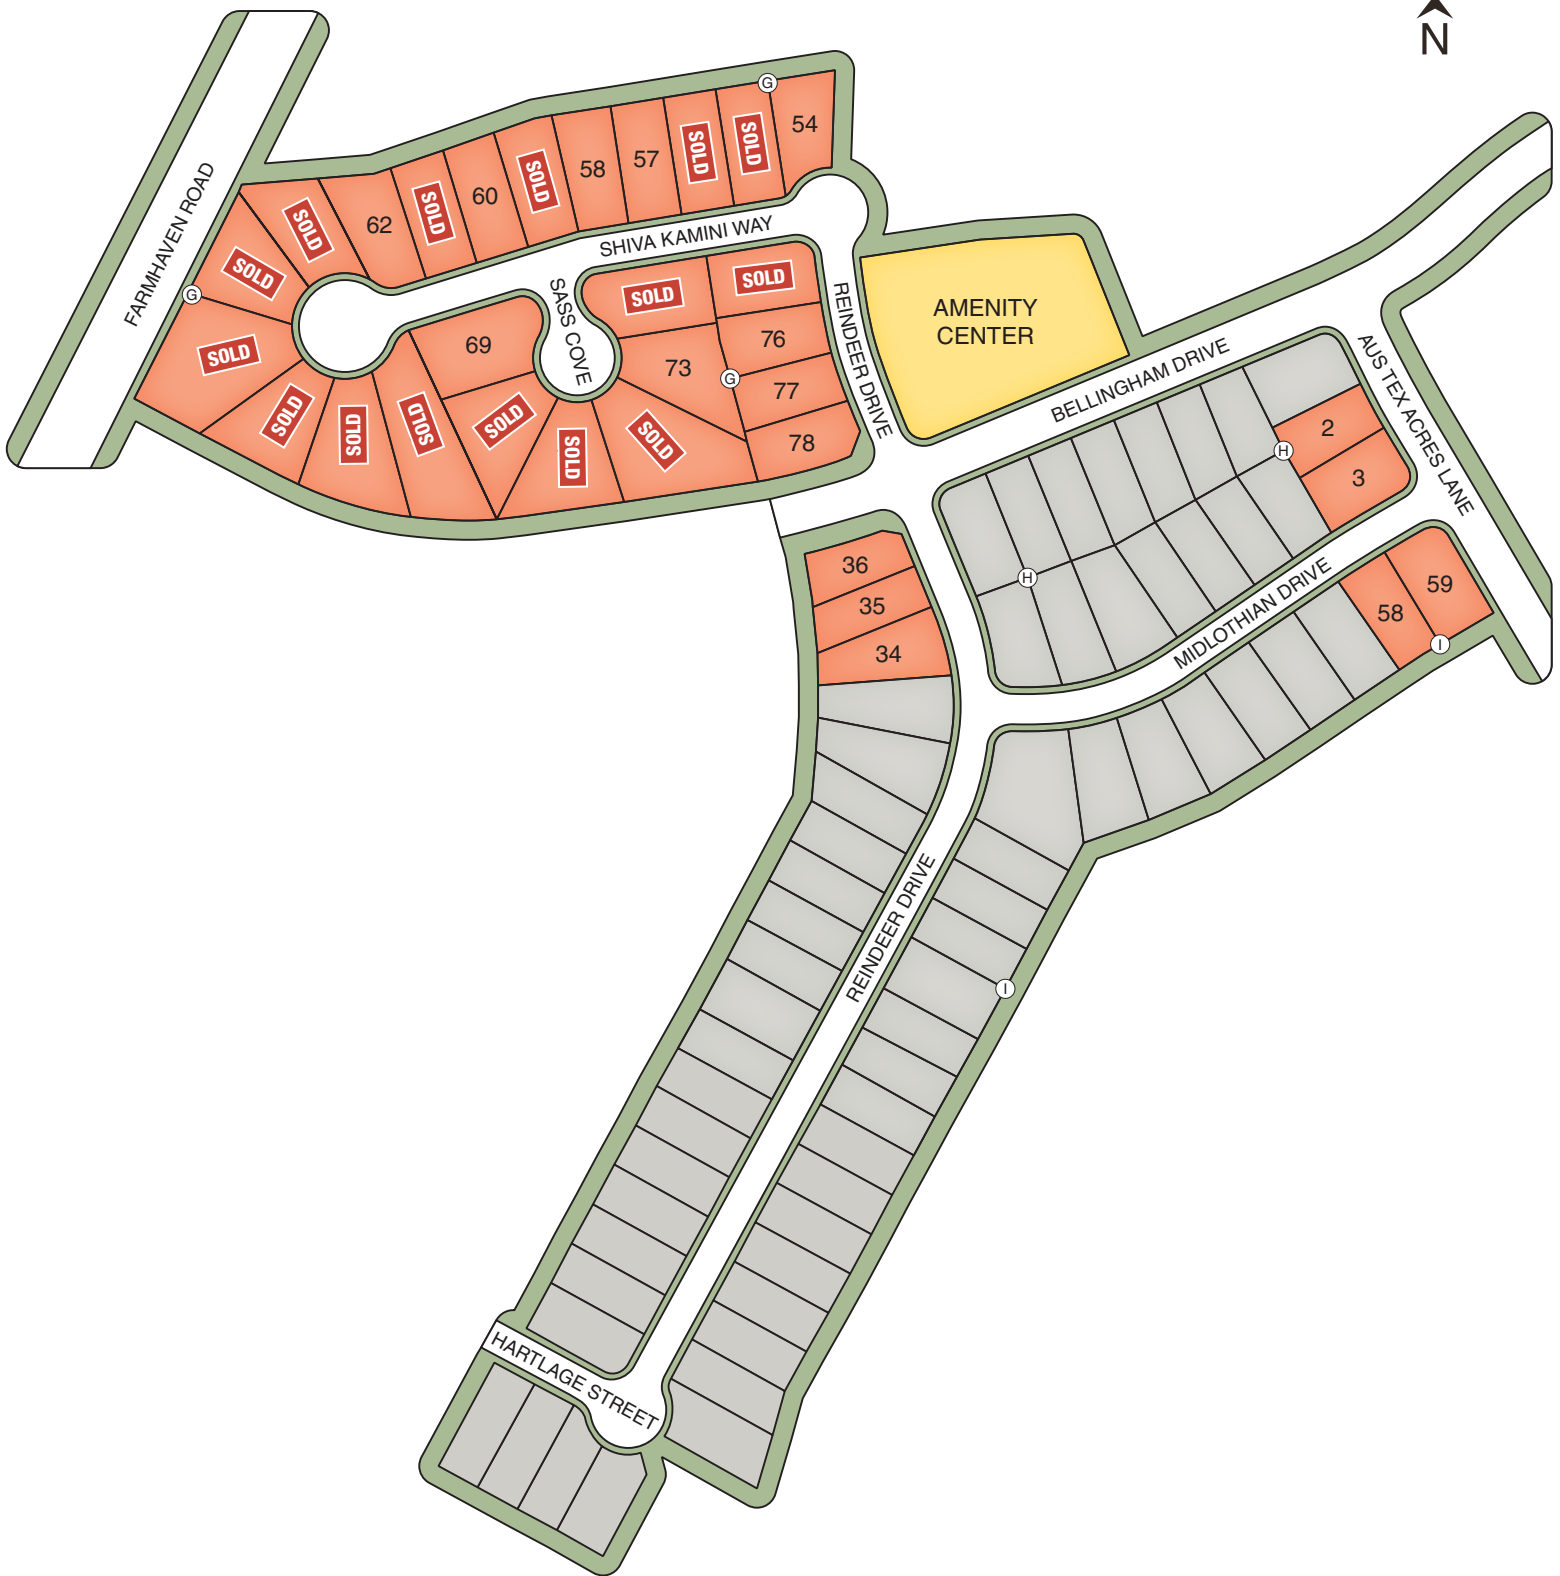 N
G
54
SOLD
SOLD
57
58
SOLD
60
SOLD
62
SOLD
SOLD
G
SOLD
SOLD
SOLD
SOLD
FARMHAVEN ROAD
SHIVA KAMINI WAY
SASS COVE
69
SOLD
SOLD
SOLD
SOLD
SOLD
73
76
G
77
78
REINDEER DRIVE
AMENITY
CENTER
BELLINGHAM DRIVE
AUS TEX ACRES LANE
2
H
3
H
MIDLOTHIAN DRIVE
59
58
I
36
35
34
REINDEER DRIVE
I
HARTLAGE STREET